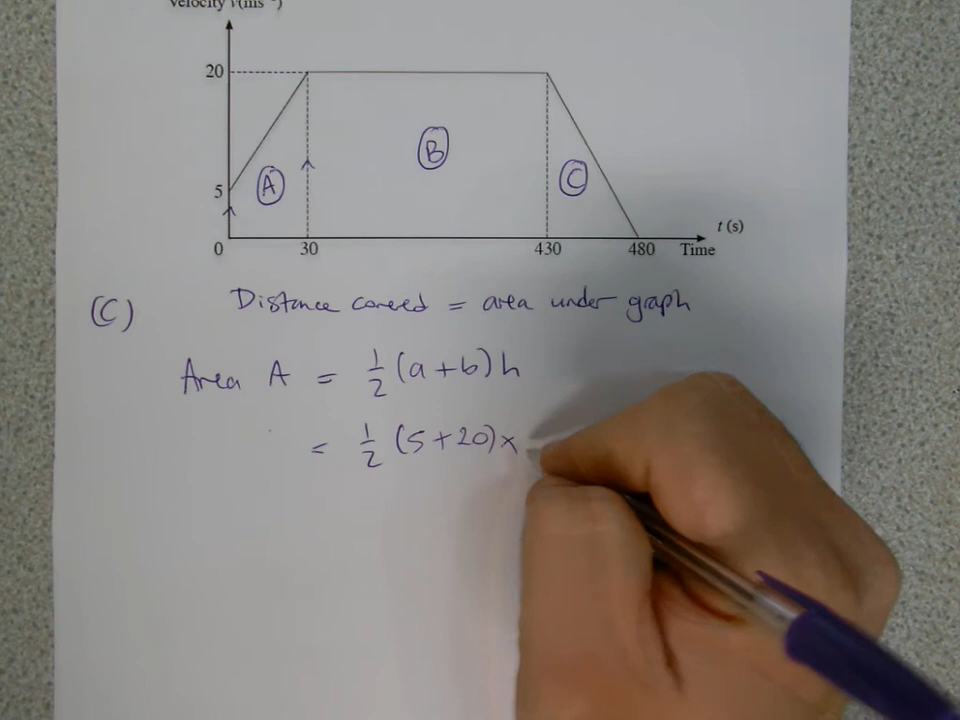 Velocity v(ms⁻¹)
20
A
B
C
5
t (s)
0 30 430 480 Time
(C) Distance covered = area under graph
Area A = 1/2 (a+b)h
= 1/2 (5+20)×